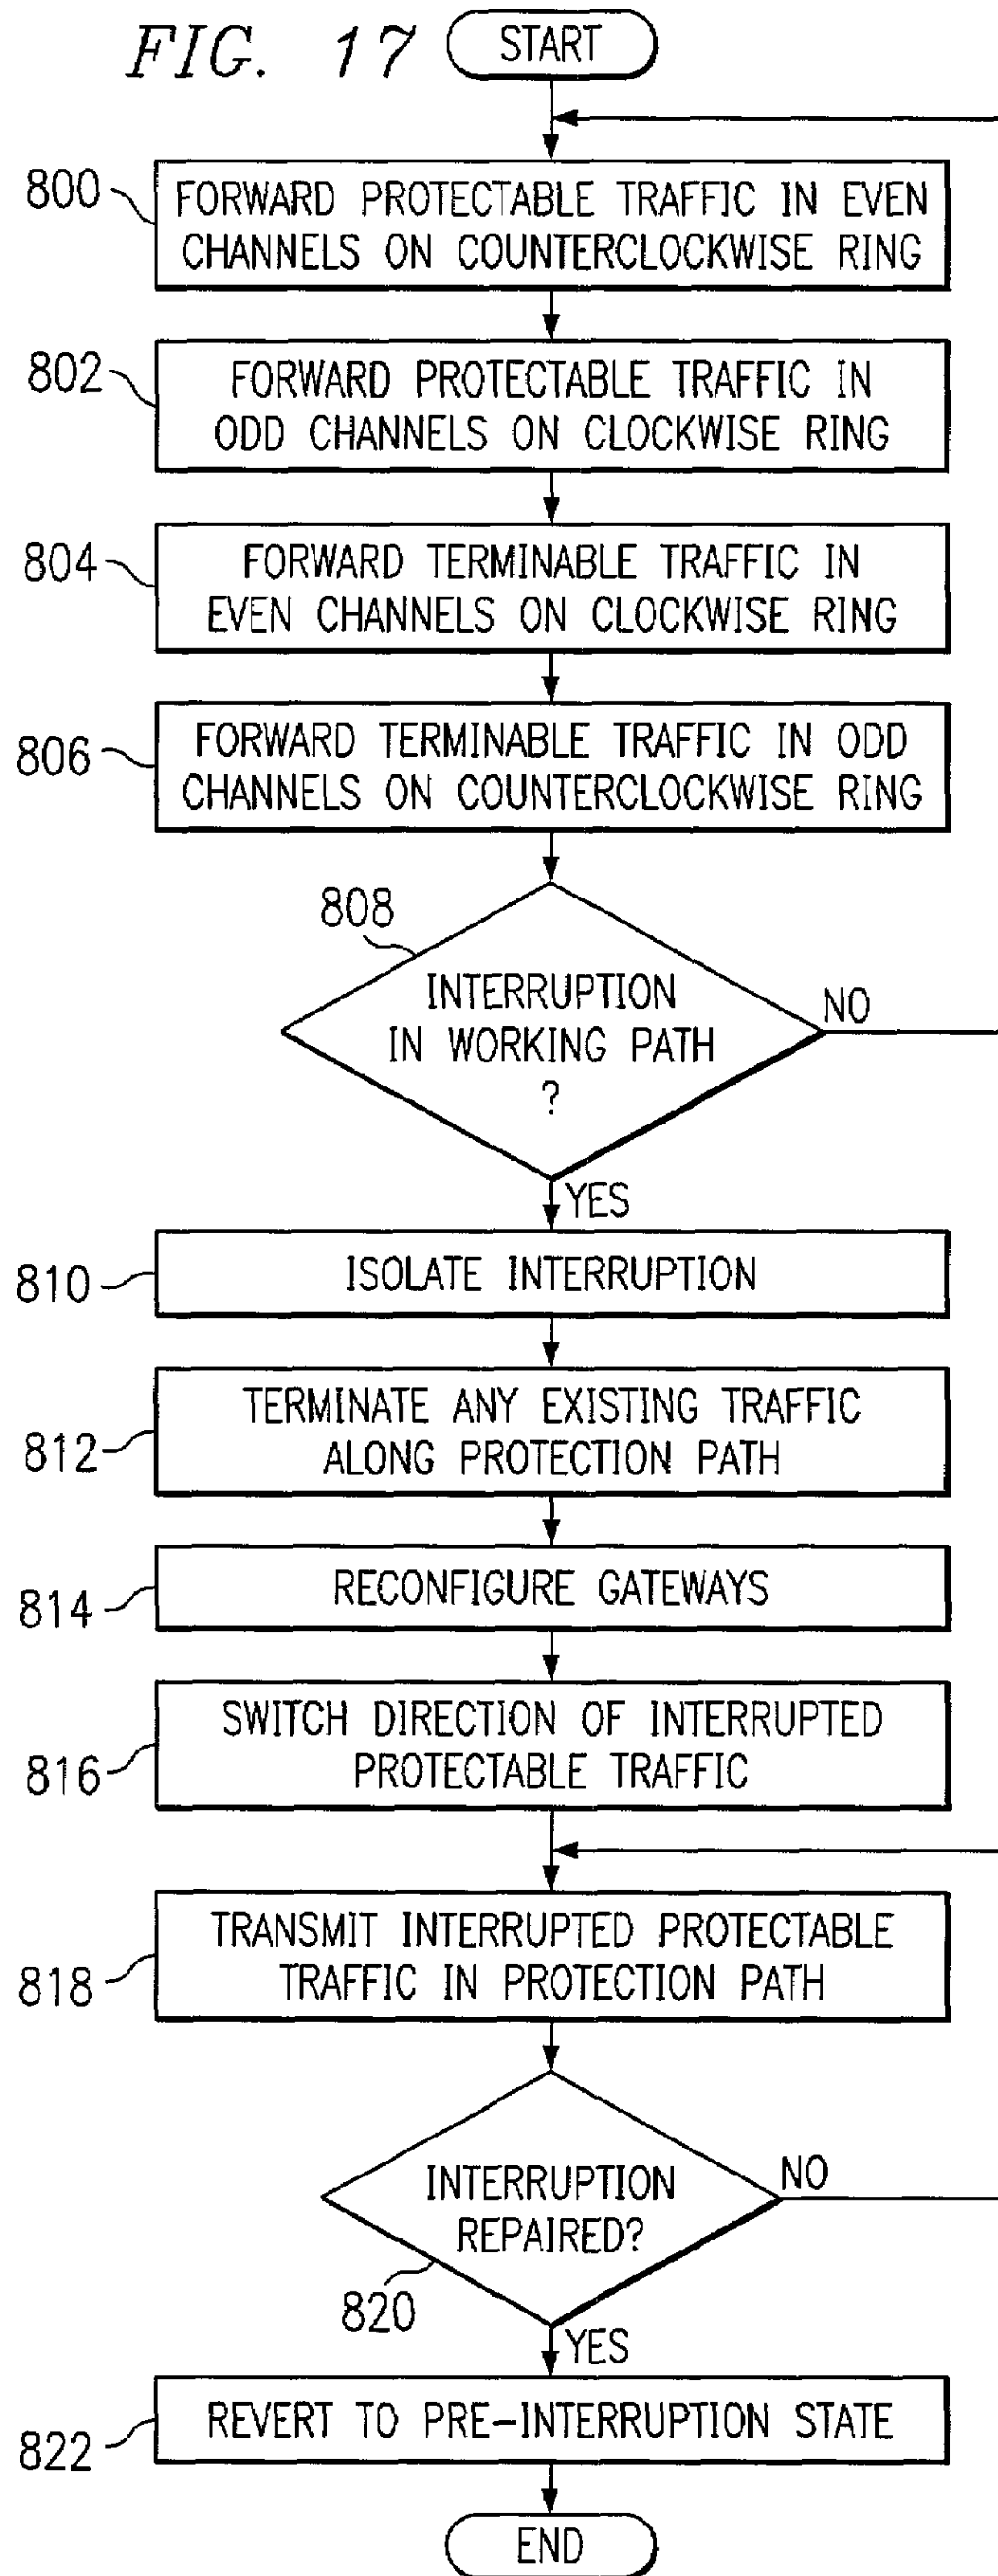 FIG. 17
START
800
FORWARD PROTECTABLE TRAFFIC IN EVEN
CHANNELS ON COUNTERCLOCKWISE RING
802
FORWARD PROTECTABLE TRAFFIC IN
ODD CHANNELS ON CLOCKWISE RING
804
FORWARD TERMINABLE TRAFFIC IN
EVEN CHANNELS ON CLOCKWISE RING
806
FORWARD TERMINABLE TRAFFIC IN ODD
CHANNELS ON COUNTERCLOCKWISE RING
808
INTERRUPTION
IN WORKING PATH
?
NO
YES
810
ISOLATE INTERRUPTION
812
TERMINATE ANY EXISTING TRAFFIC
ALONG PROTECTION PATH
814
RECONFIGURE GATEWAYS
816
SWITCH DIRECTION OF INTERRUPTED
PROTECTABLE TRAFFIC
818
TRANSMIT INTERRUPTED PROTECTABLE
TRAFFIC IN PROTECTION PATH
INTERRUPTION
REPAIRED?
NO
820
YES
822
REVERT TO PRE-INTERRUPTION STATE
END